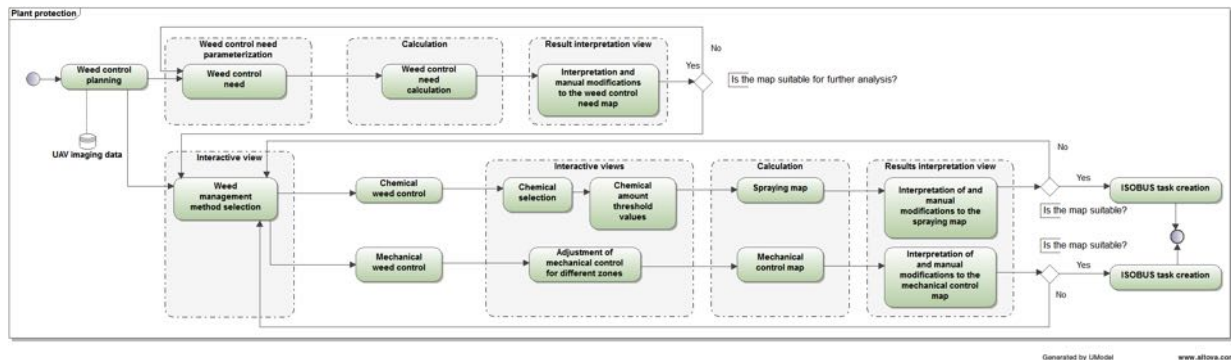 Plant protection
Weed control need
parameterization
Calculation
Result interpretation view
No
Weed control
planning
Weed control
need
Weed control
need
calculation
Interpretation and
manual modifications
to the weed control
need map
Yes
Is the map suitable for further analysis?
UAV imaging data
Interactive view
Interactive views
Calculation
Results interpretation view
No
Weed
management
method selection
Chemical
weed control
Chemical
selection
Chemical
amount
threshold
values
Spraying map
Interpretation of and
manual
modifications to the
spraying map
Yes
ISOBUS task creation
Is the map suitable?
Mechanical
weed control
Adjustment of
mechanical control
for different zones
Mechanical
control map
Interpretation of
and manual
modifications to the
mechanical control
map
Is the map suitable?
Yes
No
ISOBUS task creation
Generated by UModel
www.altova.com